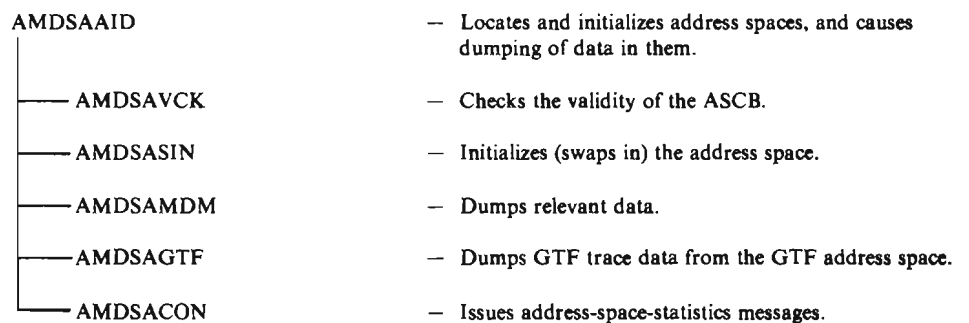 AMDSAAID — Locates and initializes address spaces, and causes
dumping of data in them.
AMDSAVCK — Checks the validity of the ASCB.
AMDSASIN — Initializes (swaps in) the address space.
AMDSAMDM — Dumps relevant data.
AMDSAGTF — Dumps GTF trace data from the GTF address space.
AMDSACON — Issues address-space-statistics messages.